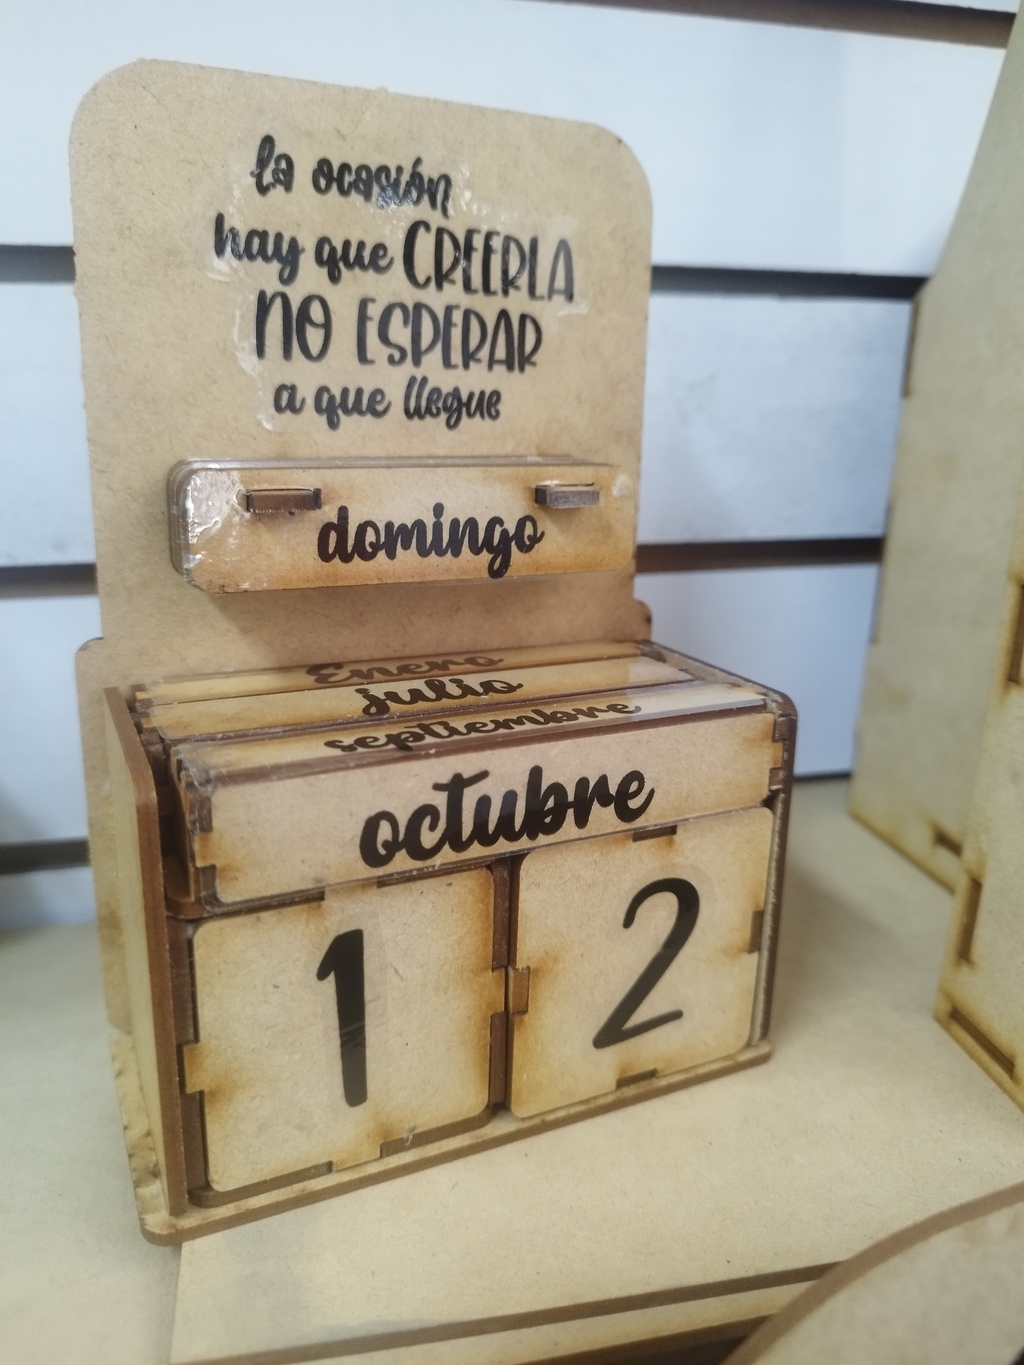 la ocasión
hay que CREERLA
NO ESPERAR
a que llegue
domingo
Enero
julio
septiembre
octubre
1 2